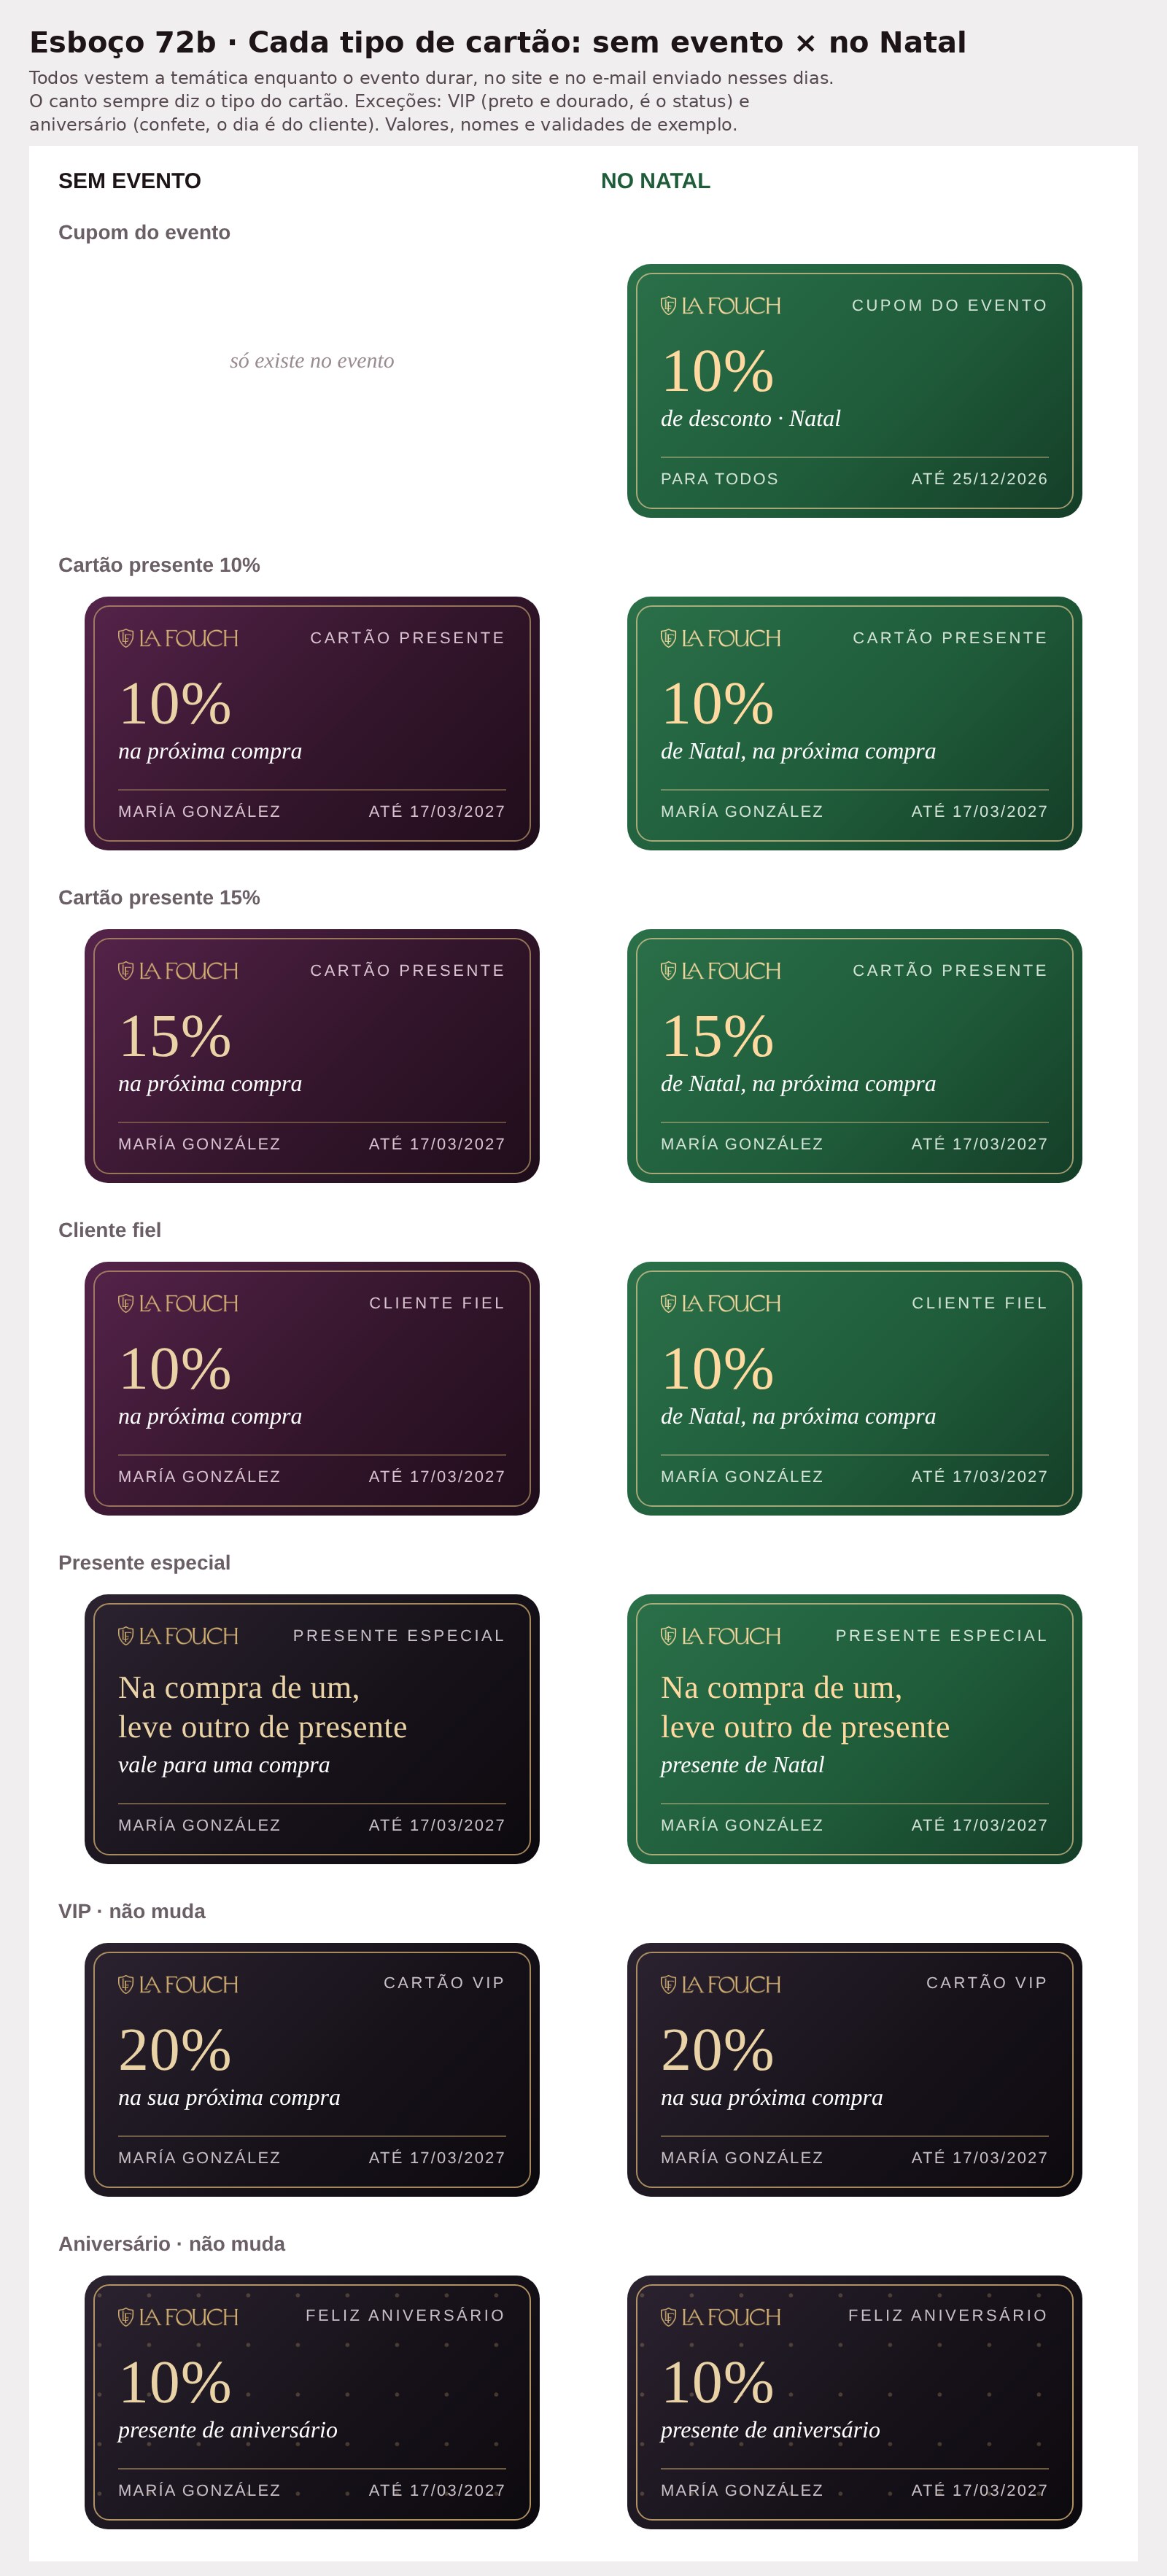 Esboço 72b · Cada tipo de cartão: sem evento × no Natal
Todos vestem a temática enquanto o evento durar, no site e no e-mail enviado nesses dias.
O canto sempre diz o tipo do cartão. Exceções: VIP (preto e dourado, é o status) e
aniversário (confete, o dia é do cliente). Valores, nomes e validades de exemplo.
SEM EVENTO
NO NATAL
Cupom do evento
só existe no evento
LA FOUCH
CUPOM DO EVENTO
10%
de desconto · Natal
PARA TODOS
ATÉ 25/12/2026
Cartão presente 10%
LA FOUCH
CARTÃO PRESENTE
10%
na próxima compra
MARÍA GONZÁLEZ
ATÉ 17/03/2027
LA FOUCH
CARTÃO PRESENTE
10%
de Natal, na próxima compra
MARÍA GONZÁLEZ
ATÉ 17/03/2027
Cartão presente 15%
LA FOUCH
CARTÃO PRESENTE
15%
na próxima compra
MARÍA GONZÁLEZ
ATÉ 17/03/2027
LA FOUCH
CARTÃO PRESENTE
15%
de Natal, na próxima compra
MARÍA GONZÁLEZ
ATÉ 17/03/2027
Cliente fiel
LA FOUCH
CLIENTE FIEL
10%
na próxima compra
MARÍA GONZÁLEZ
ATÉ 17/03/2027
LA FOUCH
CLIENTE FIEL
10%
de Natal, na próxima compra
MARÍA GONZÁLEZ
ATÉ 17/03/2027
Presente especial
LA FOUCH
PRESENTE ESPECIAL
Na compra de um,
leve outro de presente
vale para uma compra
MARÍA GONZÁLEZ
ATÉ 17/03/2027
LA FOUCH
PRESENTE ESPECIAL
Na compra de um,
leve outro de presente
presente de Natal
MARÍA GONZÁLEZ
ATÉ 17/03/2027
VIP · não muda
LA FOUCH
CARTÃO VIP
20%
na sua próxima compra
MARÍA GONZÁLEZ
ATÉ 17/03/2027
LA FOUCH
CARTÃO VIP
20%
na sua próxima compra
MARÍA GONZÁLEZ
ATÉ 17/03/2027
Aniversário · não muda
LA FOUCH
FELIZ ANIVERSÁRIO
10%
presente de aniversário
MARÍA GONZÁLEZ
ATÉ 17/03/2027
LA FOUCH
FELIZ ANIVERSÁRIO
10%
presente de aniversário
MARÍA GONZÁLEZ
ATÉ 17/03/2027